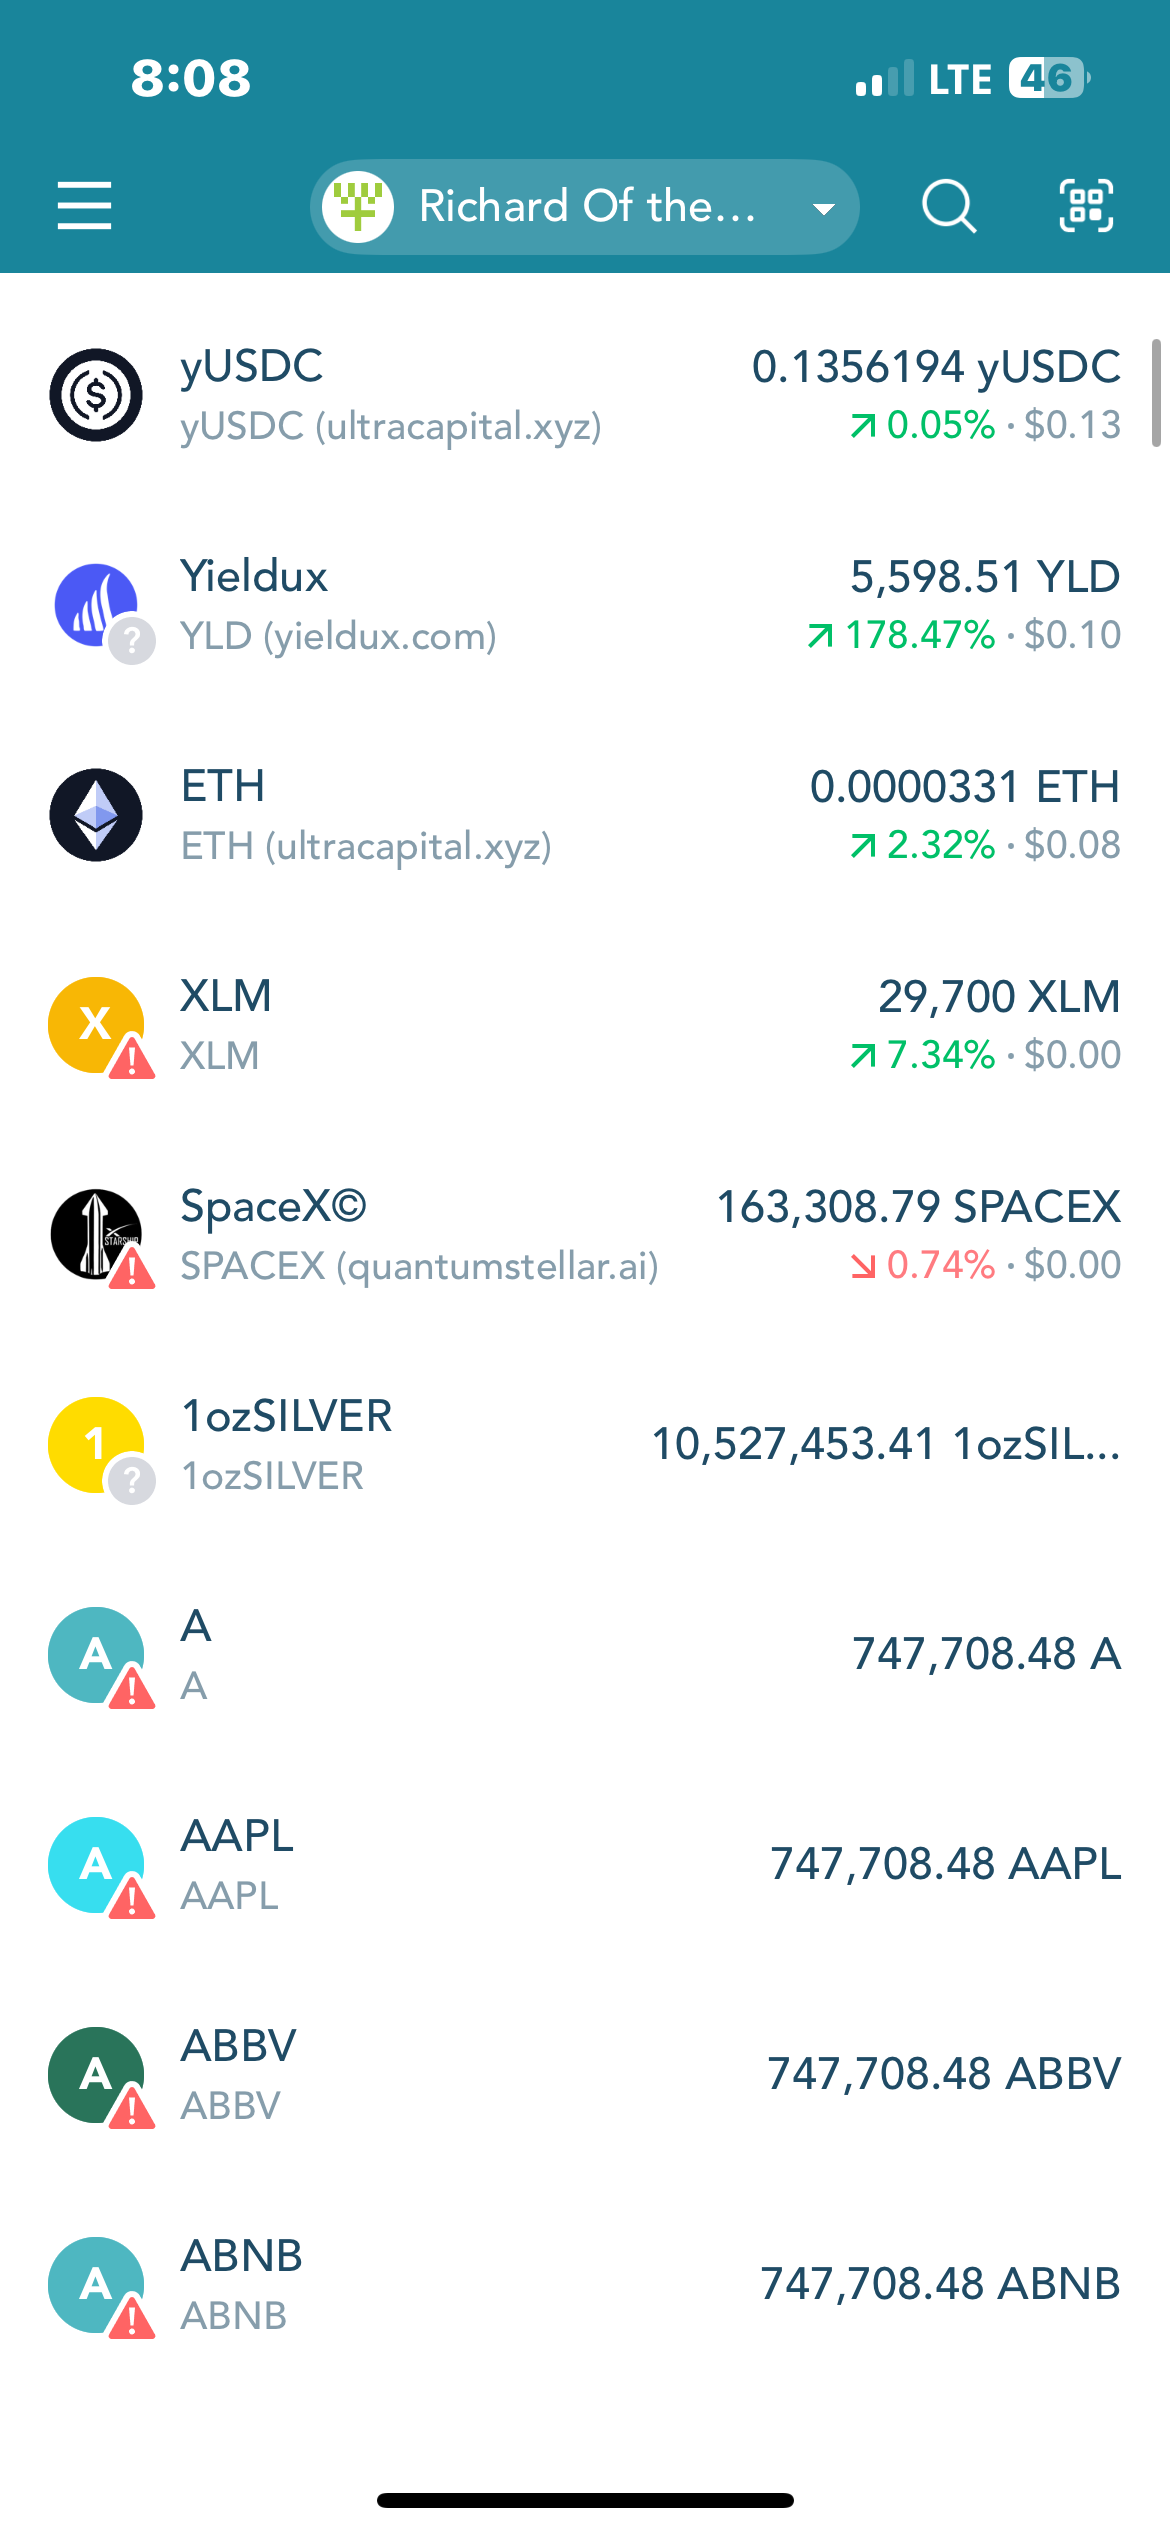 8:08
LTE 46
Richard Of the...
yUSDC
0.1356194 yUSDC
yUSDC (ultracapital.xyz)
0.05% · $0.13
Yieldux
5,598.51 YLD
YLD (yieldux.com)
178.47% · $0.10
?
ETH
0.0000331 ETH
ETH (ultracapital.xyz)
2.32% · $0.08
X
XLM
29,700 XLM
XLM
7.34% · $0.00
SpaceX©
163,308.79 SPACEX
STARSHIP
SPACEX (quantumstellar.ai)
0.74% · $0.00
1
1ozSILVER
10,527,453.41 1ozSIL...
1ozSILVER
?
A
A
747,708.48 A
A
A
AAPL
747,708.48 AAPL
AAPL
A
ABBV
747,708.48 ABBV
ABBV
A
ABNB
747,708.48 ABNB
ABNB